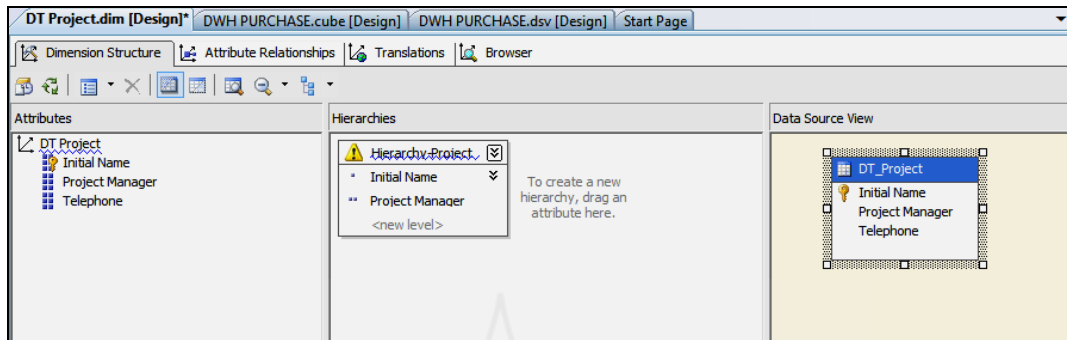 DT Project.dim [Design]* DWH PURCHASE.cube [Design] DWH PURCHASE.dsv [Design] Start Page
Dimension Structure Attribute Relationships Translations Browser
Attributes
DT Project
Initial Name
Project Manager
Telephone
Hierarchies
Hierarchy-Project
Initial Name
Project Manager
<new level>
To create a new
hierarchy, drag an
attribute here.
Data Source View
DT_Project
Initial Name
Project Manager
Telephone